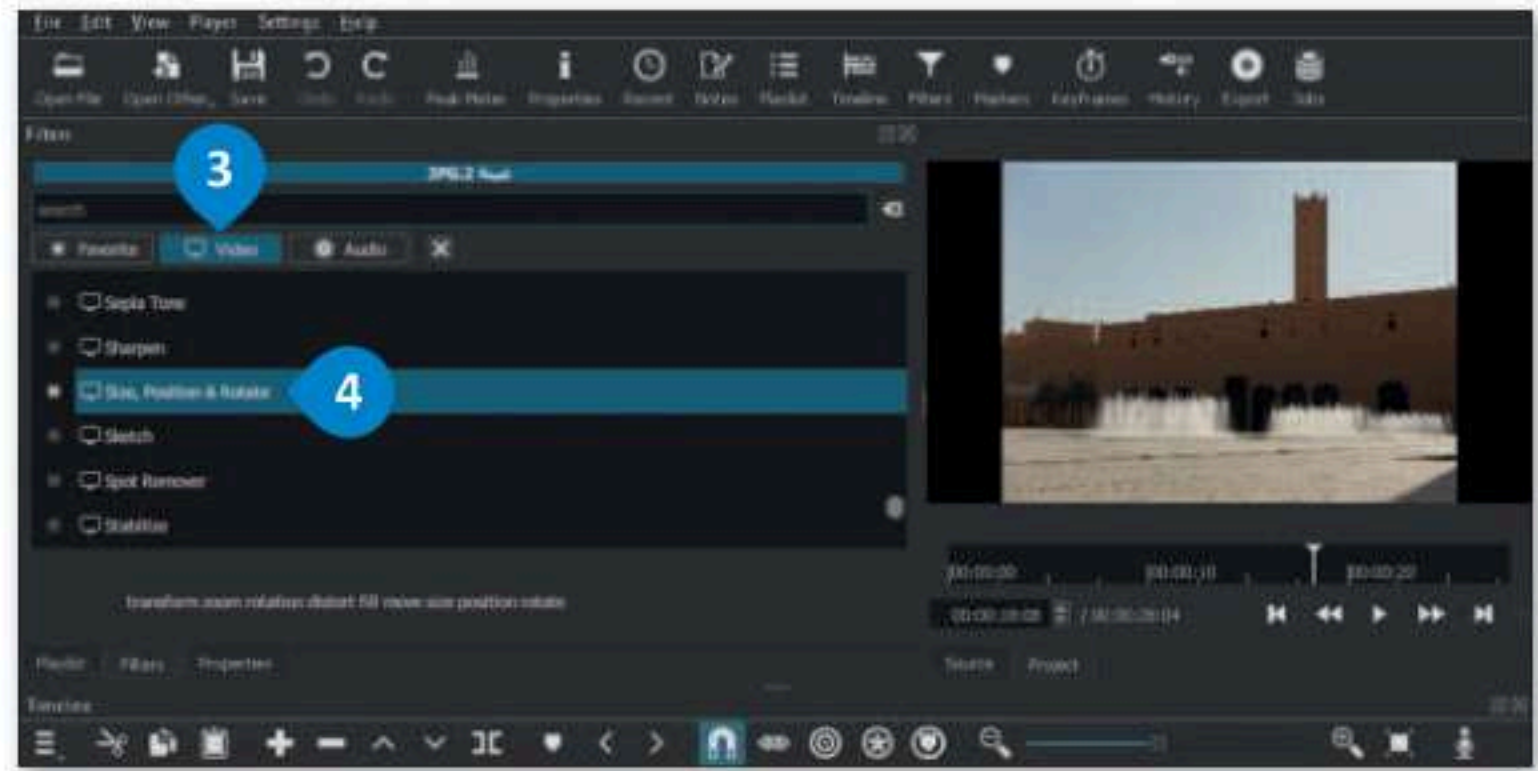 File Edit View Player Settings Help
Open File Open Other... Save Undo Redo Peak Meter Properties Recent Notes Playlist Timeline Filters Markers Keyframes History Export Jobs
Filters
3
search
Favorite Video Audio
Sepia Tone
Sharpen
Size, Position & Rotate
4
Sketch
Spot Remover
Stabilize
transform zoom rotation distort fill move size position rotate
00:00:00 00:00:10 00:00:20
Playlist Filters Properties
Source Project
Timeline